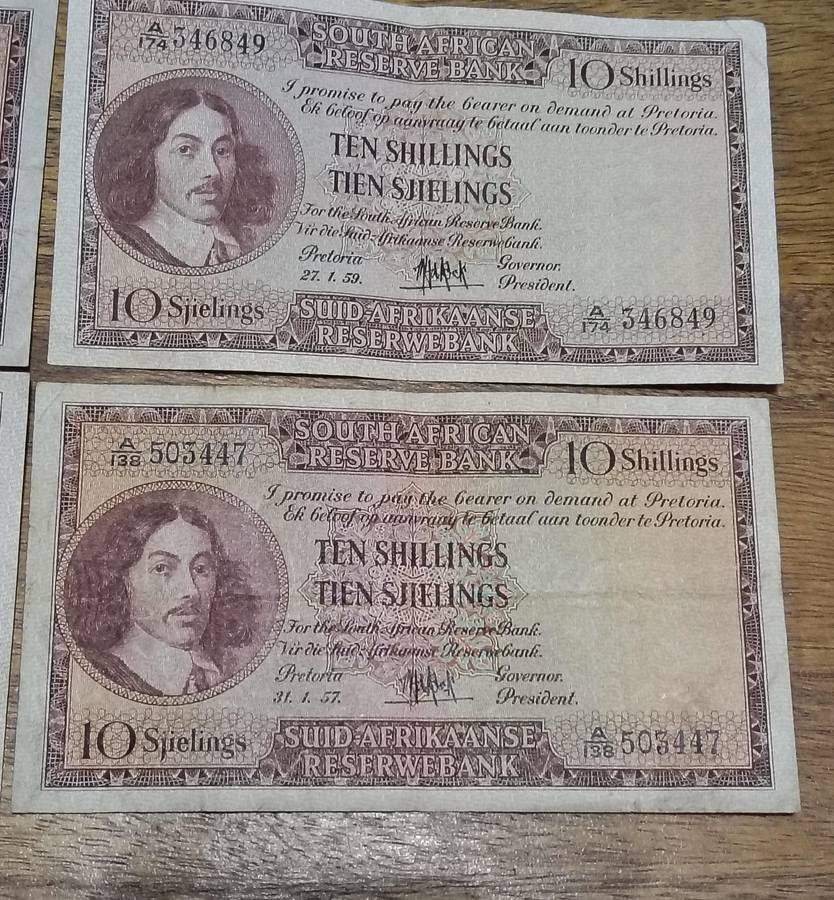 A/174 346849
SOUTH AFRICAN
RESERVE BANK
10 Shillings
I promise to pay the bearer on demand at Pretoria.
Ek beloof op aanvraag te betaal aan toonder te Pretoria.
TEN SHILLINGS
TIEN SJIELINGS
For the South African Reserve Bank.
Vir die Suid-Afrikaanse Reserwebank.
Pretoria
27. 1. 59.
Governor.
President.
10 Sjielings
SUID-AFRIKAANSE
RESERWEBANK
A/174 346849
A/138 503447
SOUTH AFRICAN
RESERVE BANK
10 Shillings
I promise to pay the bearer on demand at Pretoria.
Ek beloof op aanvraag te betaal aan toonder te Pretoria.
TEN SHILLINGS
TIEN SJIELINGS
For the South African Reserve Bank.
Vir die Suid-Afrikaanse Reserwebank.
Pretoria
31. 1. 57.
Governor.
President.
10 Sjielings
SUID-AFRIKAANSE
RESERWEBANK
A/138 503447